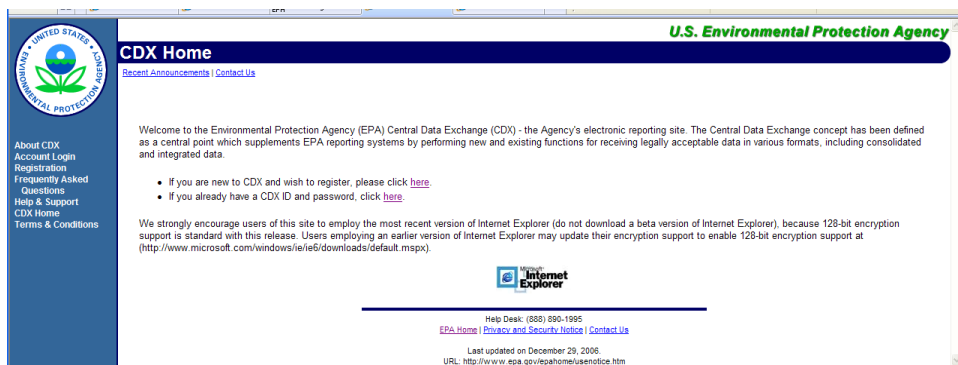 EPA
U.S. Environmental Protection Agency
UNITED STATES
ENVIRONMENTAL PROTECTION AGENCY
CDX Home
Recent Announcements | Contact Us
About CDX
Account Login
Registration
Frequently Asked
Questions
Help & Support
CDX Home
Terms & Conditions
Welcome to the Environmental Protection Agency (EPA) Central Data Exchange (CDX) - the Agency's electronic reporting site. The Central Data Exchange concept has been defined
as a central point which supplements EPA reporting systems by performing new and existing functions for receiving legally acceptable data in various formats, including consolidated
and integrated data.
• If you are new to CDX and wish to register, please click here.
• If you already have a CDX ID and password, click here.
We strongly encourage users of this site to employ the most recent version of Internet Explorer (do not download a beta version of Internet Explorer), because 128-bit encryption
support is standard with this release. Users employing an earlier version of Internet Explorer may update their encryption support to enable 128-bit encryption support at
(http://www.microsoft.com/windows/ie/ie6/downloads/default.mspx).
Microsoft
Internet
Explorer
Help Desk: (888) 890-1995
EPA Home | Privacy and Security Notice | Contact Us
Last updated on December 29, 2006.
URL: http://www.epa.gov/epahome/usenotice.htm